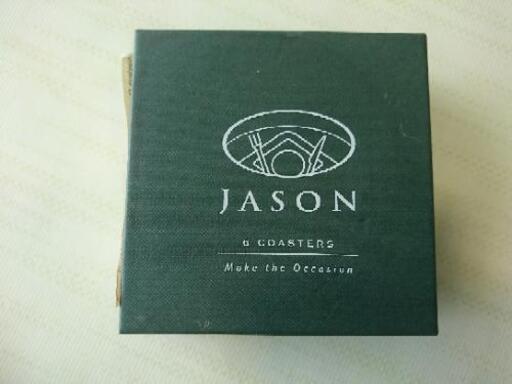 JASON
6 COASTERS
Make the Occasion